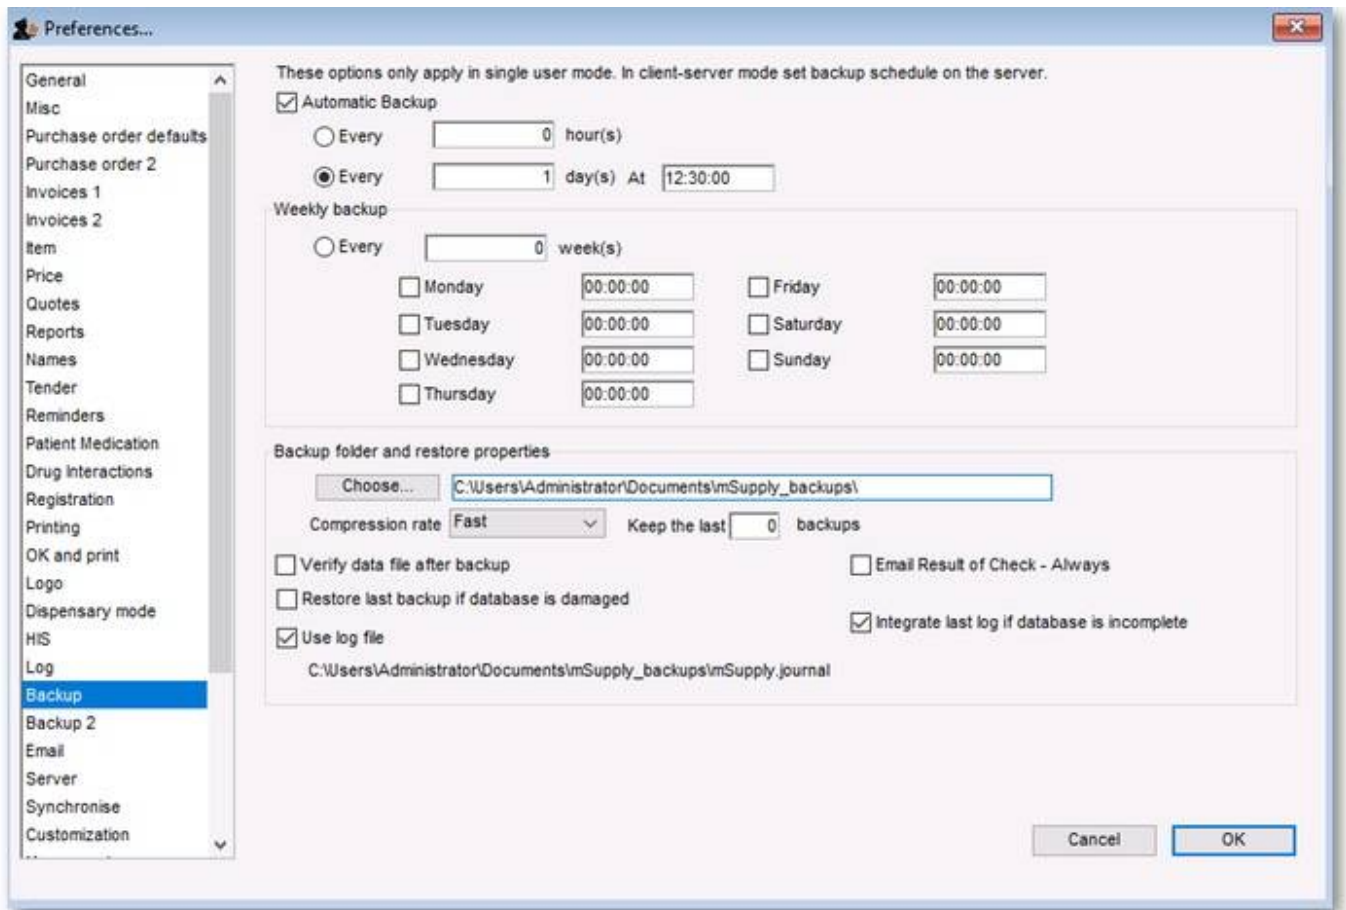 Preferences...
General
Misc
Purchase order defaults
Purchase order 2
Invoices 1
Invoices 2
Item
Price
Quotes
Reports
Names
Tender
Reminders
Patient Medication
Drug Interactions
Registration
Printing
OK and print
Logo
Dispensary mode
HIS
Log
Backup
Backup 2
Email
Server
Synchronise
Customization
These options only apply in single user mode. In client-server mode set backup schedule on the server.
Automatic Backup
Every 0 hour(s)
Every 1 day(s) At 12:30:00
Weekly backup
Every 0 week(s)
Monday 00:00:00 Friday 00:00:00
Tuesday 00:00:00 Saturday 00:00:00
Wednesday 00:00:00 Sunday 00:00:00
Thursday 00:00:00
Backup folder and restore properties
Choose... C:\Users\Administrator\Documents\mSupply_backups\
Compression rate Fast Keep the last 0 backups
Verify data file after backup Email Result of Check - Always
Restore last backup if database is damaged
Integrate last log if database is incomplete
Use log file
C:\Users\Administrator\Documents\mSupply_backups\mSupply.journal
Cancel OK